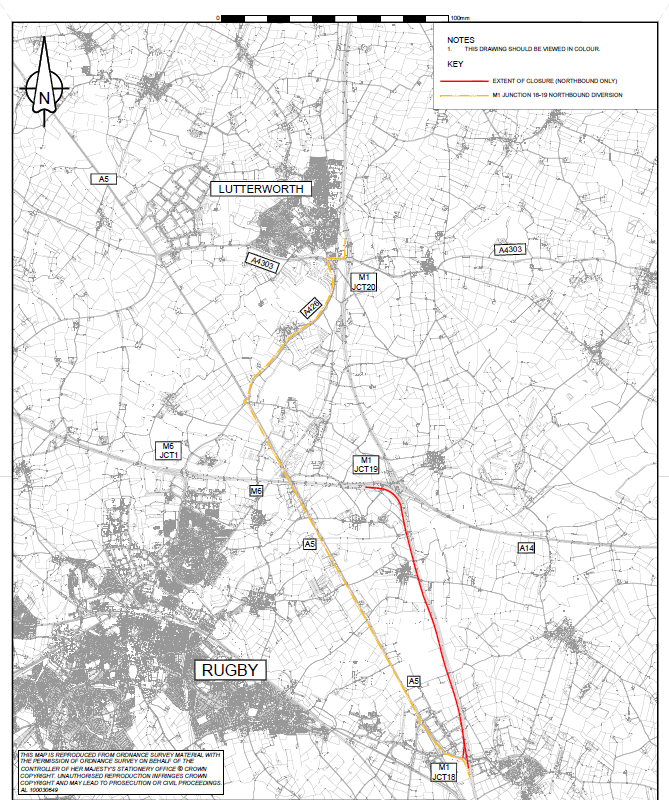 0 100mm
NOTES
1. THIS DRAWING SHOULD BE VIEWED IN COLOUR.
KEY
EXTENT OF CLOSURE (NORTHBOUND ONLY)
M1 JUNCTION 18-19 NORTHBOUND DIVERSION
N
A5
LUTTERWORTH
A4303
A4303
M1
JCT20
A426
M6
JCT1
M1
JCT19
M6
A5
A14
RUGBY
A5
M1
JCT18
THIS MAP IS REPRODUCED FROM ORDNANCE SURVEY MATERIAL WITH
THE PERMISSION OF ORDNANCE SURVEY ON BEHALF OF THE
CONTROLLER OF HER MAJESTY'S STATIONERY OFFICE © CROWN
COPYRIGHT. UNAUTHORISED REPRODUCTION INFRINGES CROWN
COPYRIGHT AND MAY LEAD TO PROSECUTION OR CIVIL PROCEEDINGS.
AL 100030649